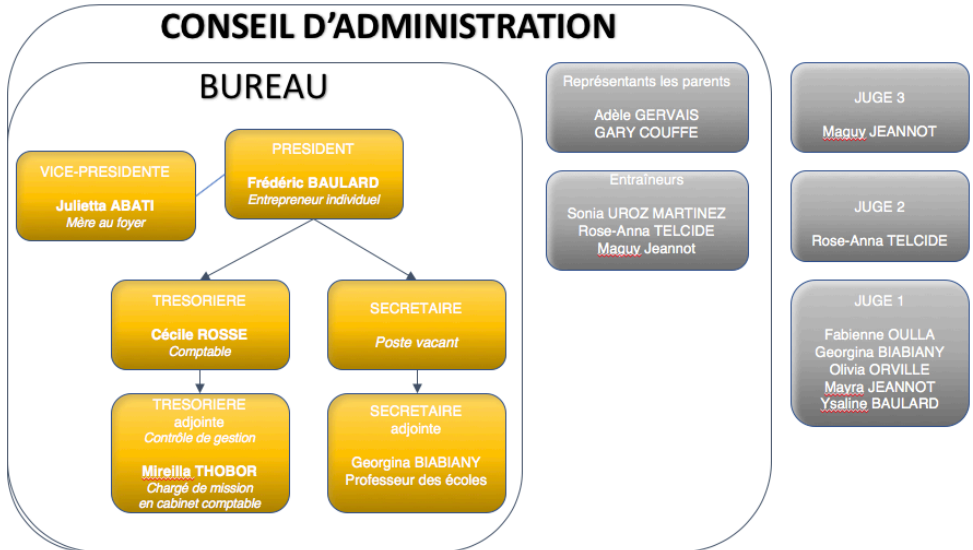 CONSEIL D'ADMINISTRATION
BUREAU
VICE-PRESIDENTE
Julietta ABATI
Mère au foyer
PRESIDENT
Frédéric BAULARD
Entrepreneur individuel
TRESORIERE
Cécile ROSSE
Comptable
SECRETAIRE
Poste vacant
TRESORIERE
adjointe
Contrôle de gestion
Mireilla THOBOR
Chargé de mission
en cabinet comptable
SECRETAIRE
adjointe
Georgina BIABIANY
Professeur des écoles
Représentants les parents
Adèle GERVAIS
GARY COUFFE
Entraîneurs
Sonia UROZ MARTINEZ
Rose-Anna TELCIDE
Maguy Jeannot
JUGE 3
Maguy JEANNOT
JUGE 2
Rose-Anna TELCIDE
JUGE 1
Fabienne OULLA
Georgina BIABIANY
Olivia ORVILLE
Mayra JEANNOT
Ysaline BAULARD